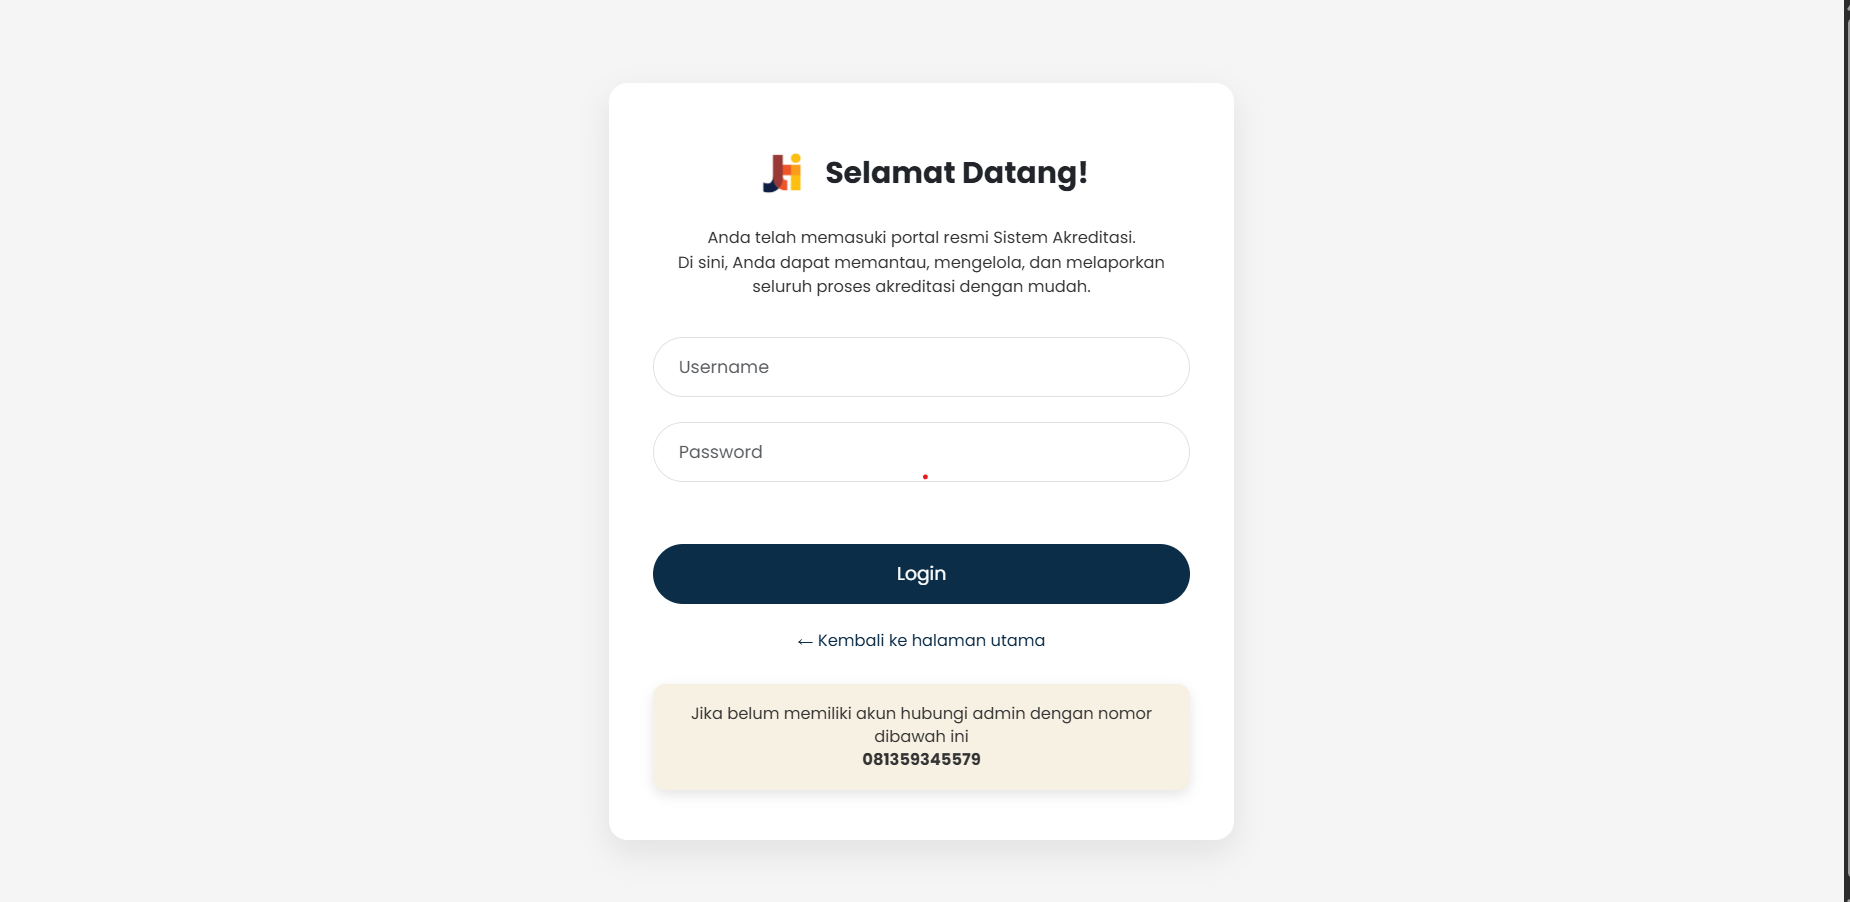 Selamat Datang!
Anda telah memasuki portal resmi Sistem Akreditasi.
Di sini, Anda dapat memantau, mengelola, dan melaporkan
seluruh proses akreditasi dengan mudah.
Username
Password
Login
← Kembali ke halaman utama
Jika belum memiliki akun hubungi admin dengan nomor
dibawah ini
081359345579